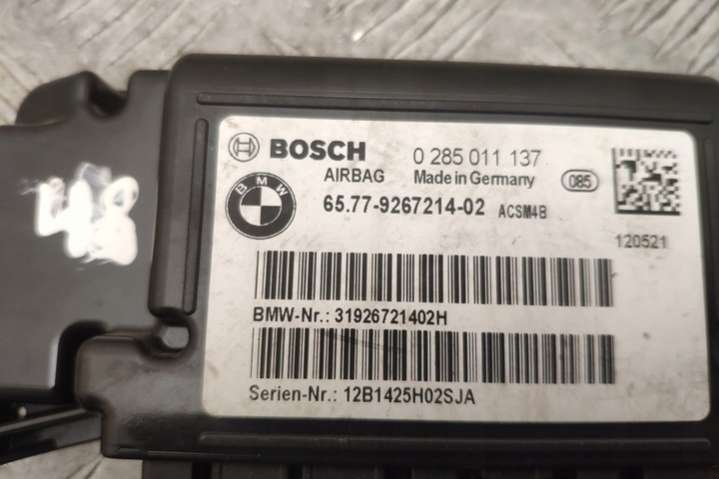 48
BOSCH 0 285 011 137
AIRBAG Made in Germany 085
BMW 65.77-9267214-02 ACSM4B
120521
BMW-Nr.: 31926721402H
Serien-Nr.: 12B1425H02SJA